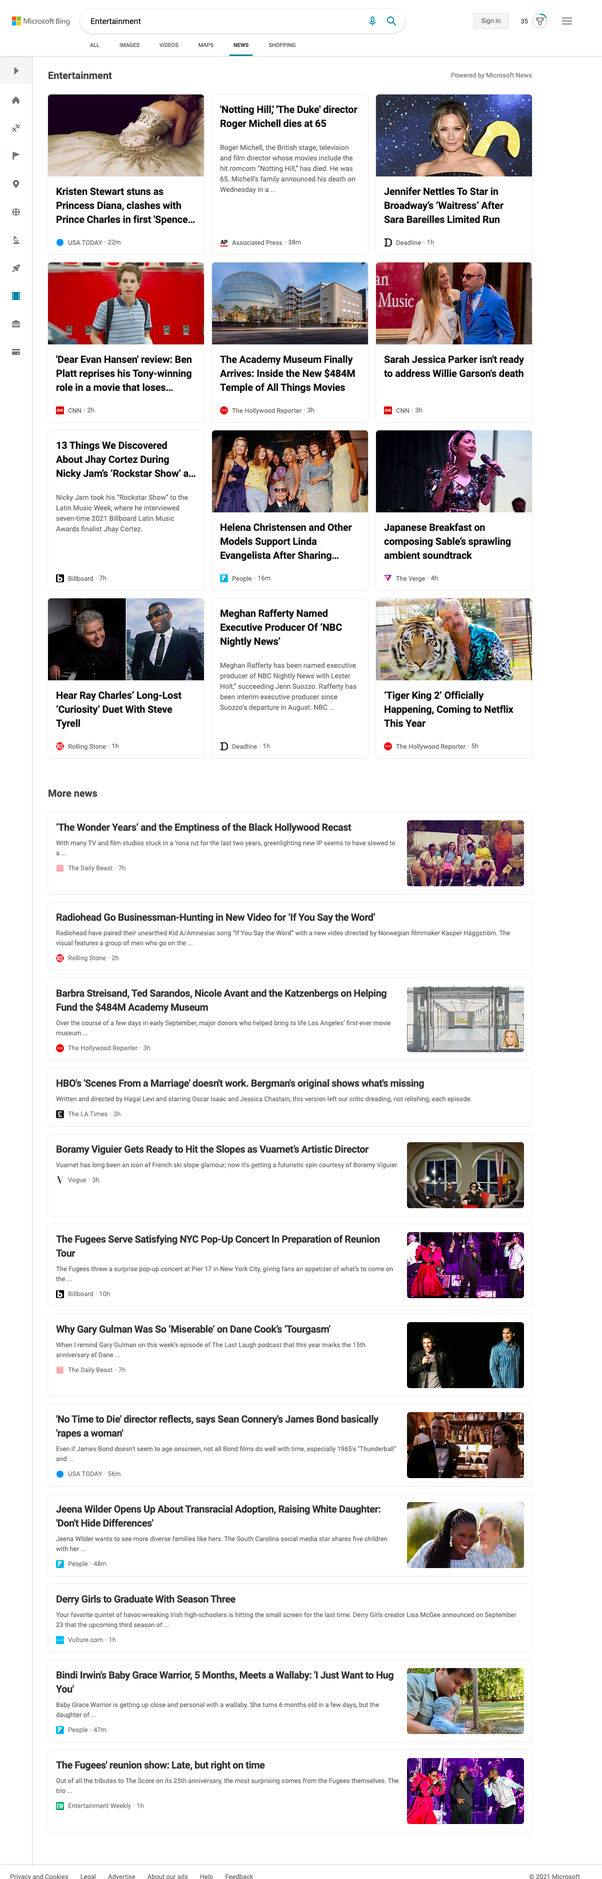 Microsoft Bing
Entertainment
Sign in
35
ALL IMAGES VIDEOS MAPS NEWS SHOPPING
Entertainment
Powered by Microsoft News
Kristen Stewart stuns as
Princess Diana, clashes with
Prince Charles in first 'Spence...
USA TODAY · 22m
'Notting Hill,' 'The Duke' director
Roger Michell dies at 65
Roger Michell, the British stage, television
and film director whose movies include the
hit romcom "Notting Hill," has died. He was
65. Michell's family announced his death on
Wednesday in a ...
AP Associated Press · 38m
Jennifer Nettles To Star in
Broadway's 'Waitress' After
Sara Bareilles Limited Run
D Deadline · 1h
'Dear Evan Hansen' review: Ben
Platt reprises his Tony-winning
role in a movie that loses...
CNN · 2h
The Academy Museum Finally
Arrives: Inside the New $484M
Temple of All Things Movies
The Hollywood Reporter · 3h
an
Music
Sarah Jessica Parker isn't ready
to address Willie Garson's death
CNN · 3h
13 Things We Discovered
About Jhay Cortez During
Nicky Jam's 'Rockstar Show' a...
Nicky Jam took his "Rockstar Show" to the
Latin Music Week, where he interviewed
seven-time 2021 Billboard Latin Music
Awards finalist Jhay Cortez.
b Billboard · 7h
Helena Christensen and Other
Models Support Linda
Evangelista After Sharing...
P People · 16m
Japanese Breakfast on
composing Sable's sprawling
ambient soundtrack
The Verge · 4h
Hear Ray Charles' Long-Lost
'Curiosity' Duet With Steve
Tyrell
Rolling Stone · 1h
Meghan Rafferty Named
Executive Producer Of 'NBC
Nightly News'
Meghan Rafferty has been named executive
producer of NBC Nightly News with Lester
Holt," succeeding Jenn Suozzo. Rafferty has
been interim executive producer since
Suozzo's departure in August. NBC ...
D Deadline · 1h
'Tiger King 2' Officially
Happening, Coming to Netflix
This Year
The Hollywood Reporter · 5h
More news
'The Wonder Years' and the Emptiness of the Black Hollywood Recast
With many TV and film studios stuck in a 'rona rut for the last two years, greenlighting new IP seems to have slowed to
a ...
The Daily Beast · 7h
Radiohead Go Businessman-Hunting in New Video for 'If You Say the Word'
Radiohead have paired their unearthed Kid A/Amnesiac song "If You Say the Word" with a new video directed by Norwegian filmmaker Kasper Häggström. The
visual features a group of men who go on the ...
Rolling Stone · 2h
Barbra Streisand, Ted Sarandos, Nicole Avant and the Katzenbergs on Helping
Fund the $484M Academy Museum
Over the course of a few days in early September, major donors who helped bring to life Los Angeles' first-ever movie
museum ...
The Hollywood Reporter · 3h
HBO's 'Scenes From a Marriage' doesn't work. Bergman's original shows what's missing
Written and directed by Hagai Levi and starring Oscar Isaac and Jessica Chastain, this version left our critic dreading, not relishing, each episode.
The LA Times · 3h
Boramy Viguier Gets Ready to Hit the Slopes as Vuarnet's Artistic Director
Vuarnet has long been an icon of French ski slope glamour; now it's getting a futuristic spin courtesy of Boramy Viguier.
V Vogue · 3h
The Fugees Serve Satisfying NYC Pop-Up Concert In Preparation of Reunion
Tour
The Fugees threw a surprise pop-up concert at Pier 17 in New York City, giving fans an appetizer of what's to come on
the ...
b Billboard · 10h
Why Gary Gulman Was So 'Miserable' on Dane Cook's 'Tourgasm'
When I remind Gary Gulman on this week's episode of The Last Laugh podcast that this year marks the 15th
anniversary of Dane ...
The Daily Beast · 7h
'No Time to Die' director reflects, says Sean Connery's James Bond basically
'rapes a woman'
Even if James Bond doesn't seem to age onscreen, not all Bond films do well with time, especially 1965's "Thunderball"
and ...
USA TODAY · 56m
Jeena Wilder Opens Up About Transracial Adoption, Raising White Daughter:
'Don't Hide Differences'
Jeena Wilder wants to see more diverse families like hers. The South Carolina social media star shares five children
with her ...
P People · 48m
Derry Girls to Graduate With Season Three
Your favorite quintet of havoc-wreaking Irish high-schoolers is hitting the small screen for the last time. Derry Girls creator Lisa McGee announced on September
23 that the upcoming third season of ...
Vulture.com · 1h
Bindi Irwin's Baby Grace Warrior, 5 Months, Meets a Wallaby: 'I Just Want to Hug
You'
Baby Grace Warrior is getting up close and personal with a wallaby. She turns 6 months old in a few days, but the
daughter of ...
P People · 47m
The Fugees' reunion show: Late, but right on time
Out of all the tributes to The Score on its 25th anniversary, the most surprising comes from the Fugees themselves. The
trio ...
EW Entertainment Weekly · 1h
Privacy and Cookies Legal Advertise About our ads Help Feedback
© 2021 Microsoft